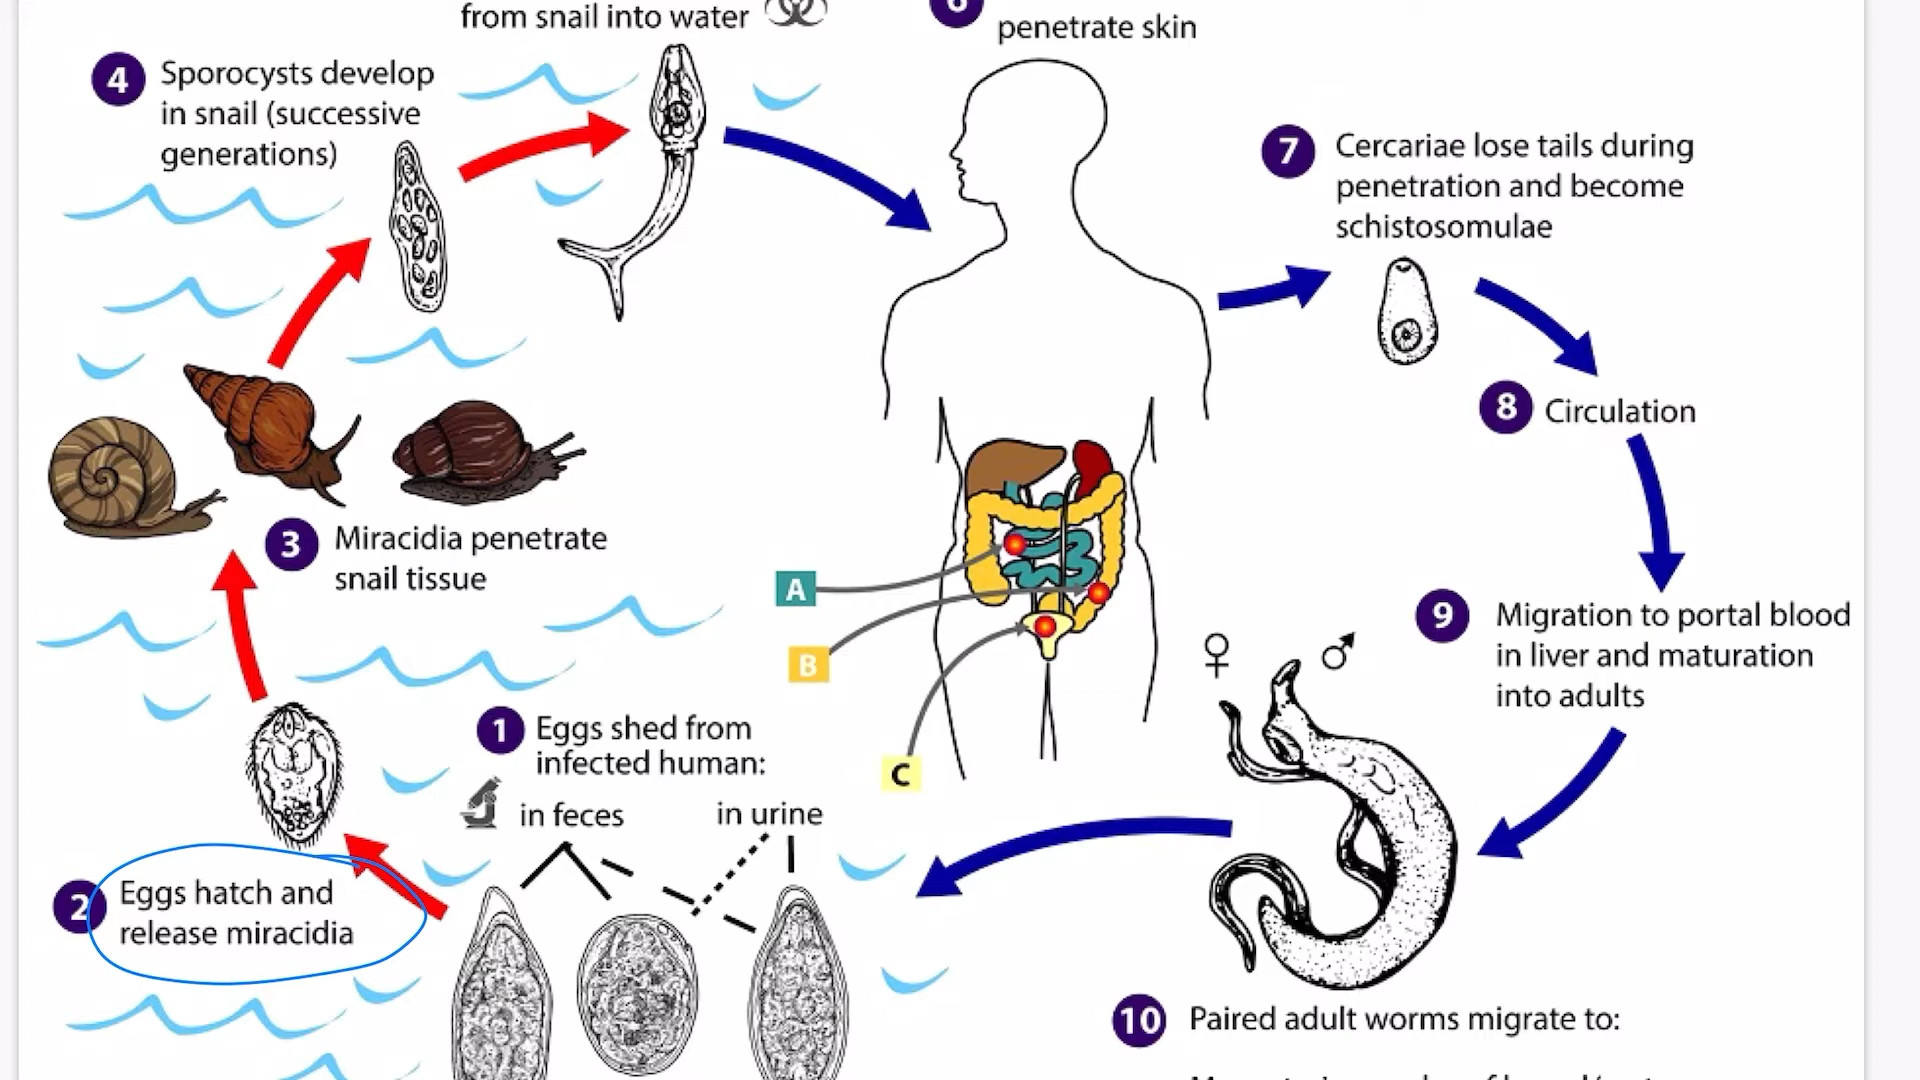 from snail into water
6
penetrate skin
4
Sporocysts develop
in snail (successive
generations)
7
Cercariae lose tails during
penetration and become
schistosomulae
8
Circulation
3
Miracidia penetrate
snail tissue
A
B
C
9
Migration to portal blood
in liver and maturation
into adults
♀
♂
1
Eggs shed from
infected human:
in feces
in urine
2
Eggs hatch and
release miracidia
10
Paired adult worms migrate to: